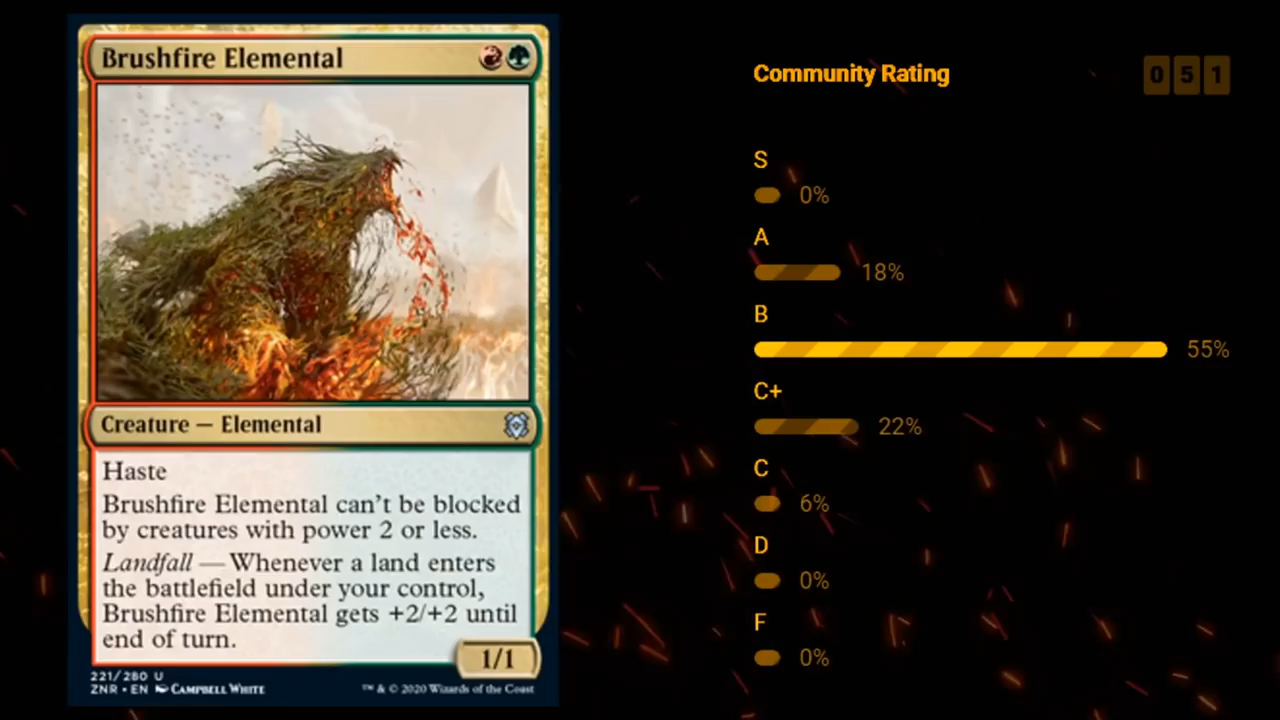 Brushfire Elemental
Creature — Elemental
Haste
Brushfire Elemental can't be blocked
by creatures with power 2 or less.
Landfall — Whenever a land enters
the battlefield under your control,
Brushfire Elemental gets +2/+2 until
end of turn.
1/1
221/280 U
ZNR • EN CAMPBELL WHITE
™ & © 2020 Wizards of the Coast
Community Rating
051
S
0%
A
18%
B
55%
C+
22%
C
6%
D
0%
F
0%